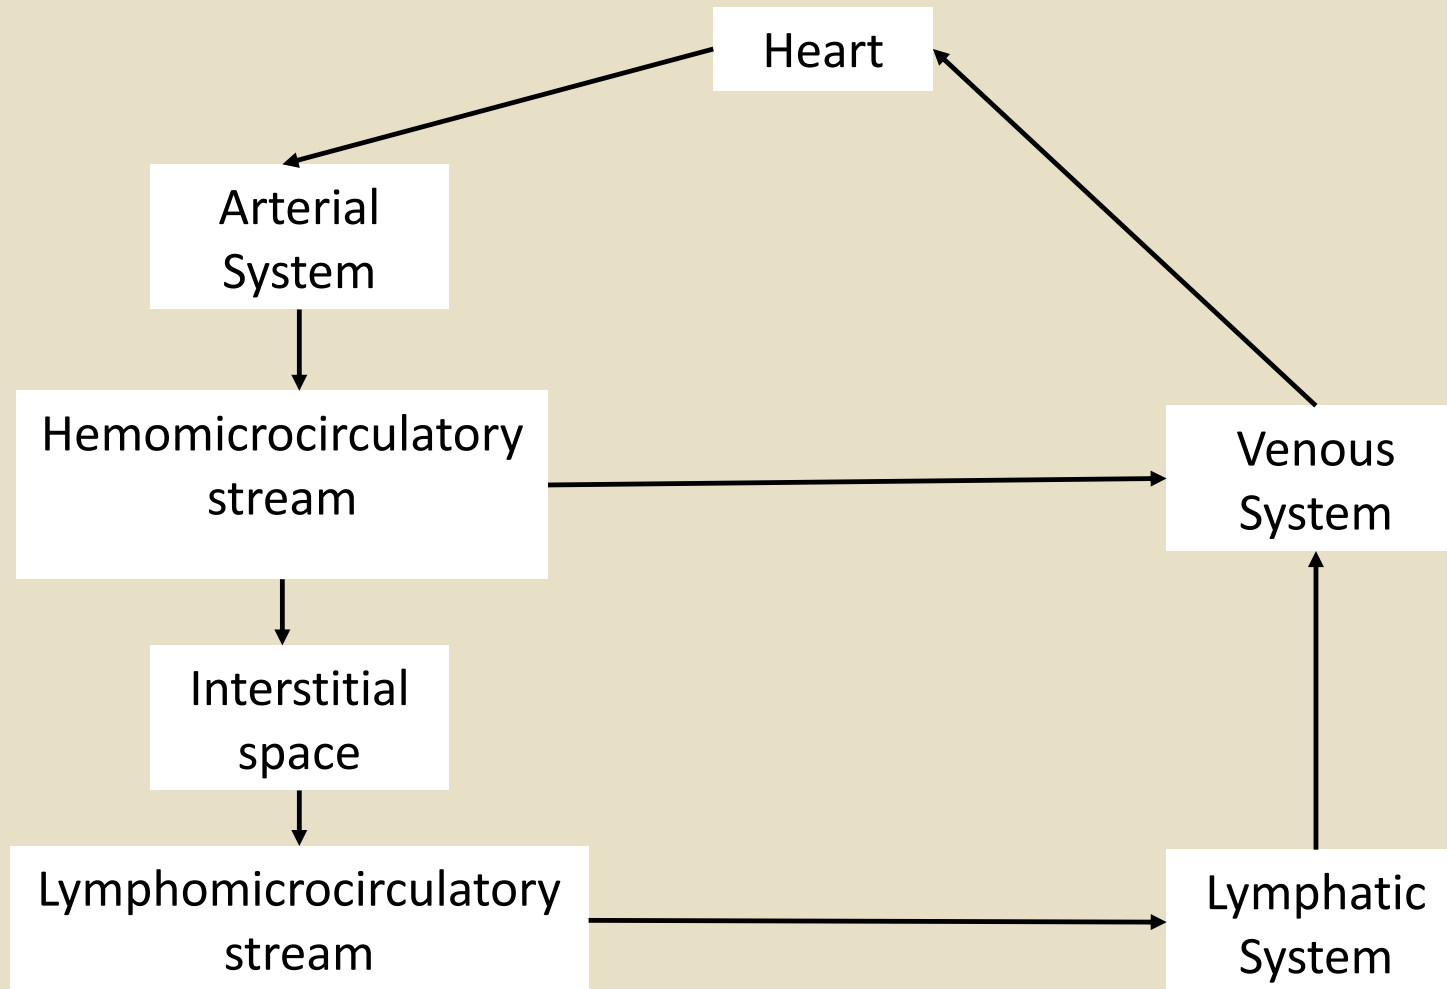 Heart
Arterial
System
Hemomicrocirculatory
stream
Venous
System
Interstitial
space
Lymphomicrocirculatory
stream
Lymphatic
System